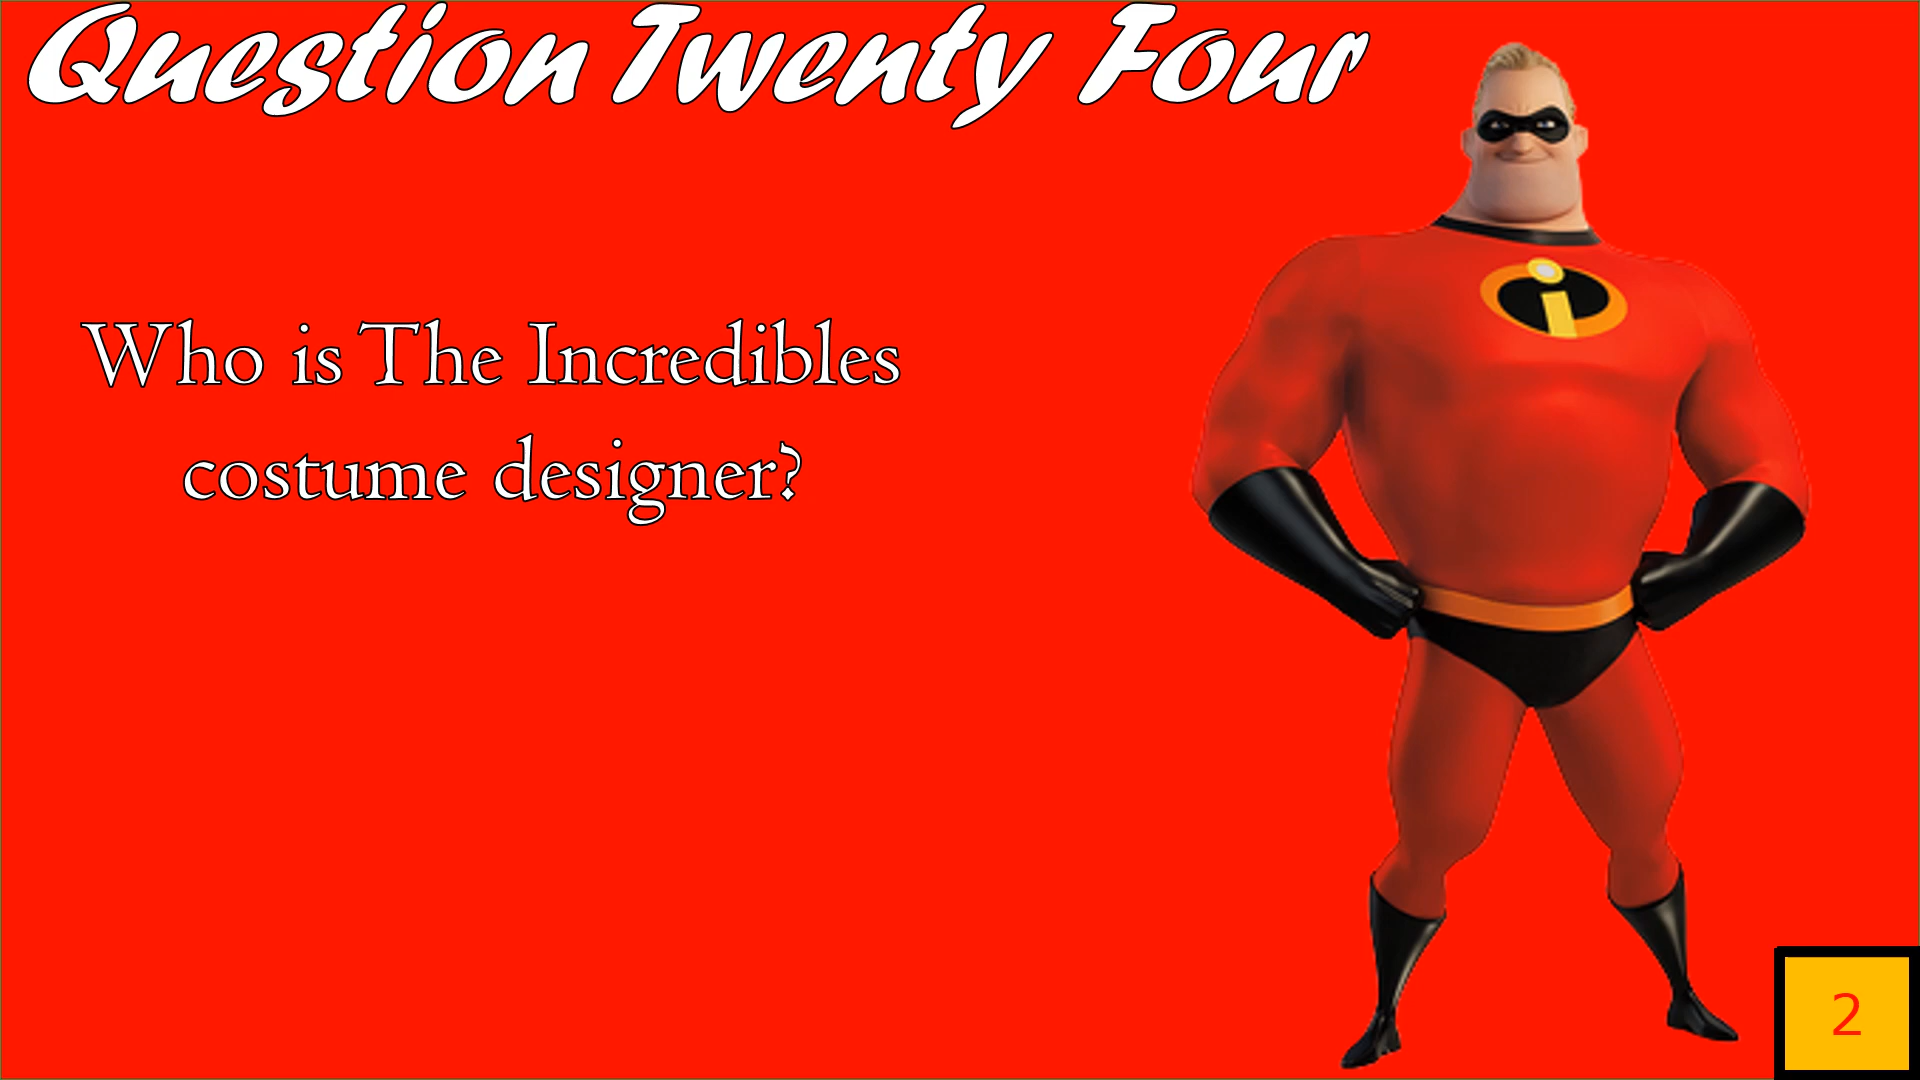 Question Twenty Four
Who is The Incredibles
costume designer?
i
2